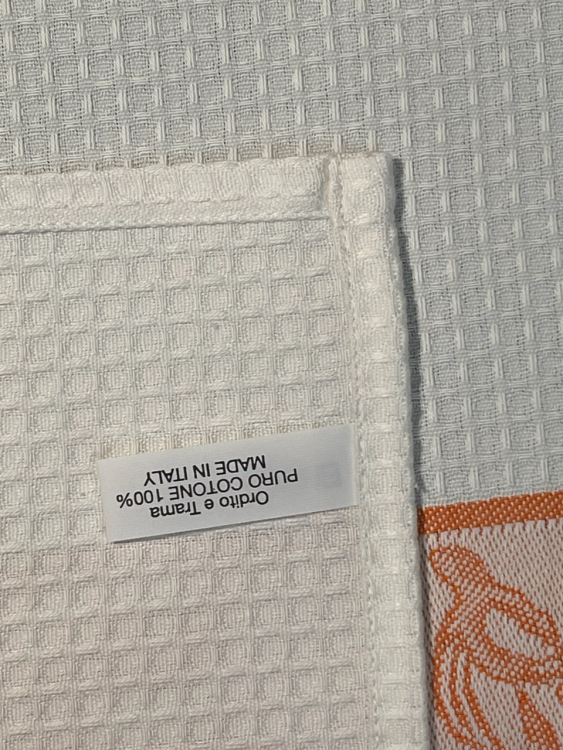 Ordito e Trama
PURO COTONE 100%
MADE IN ITALY